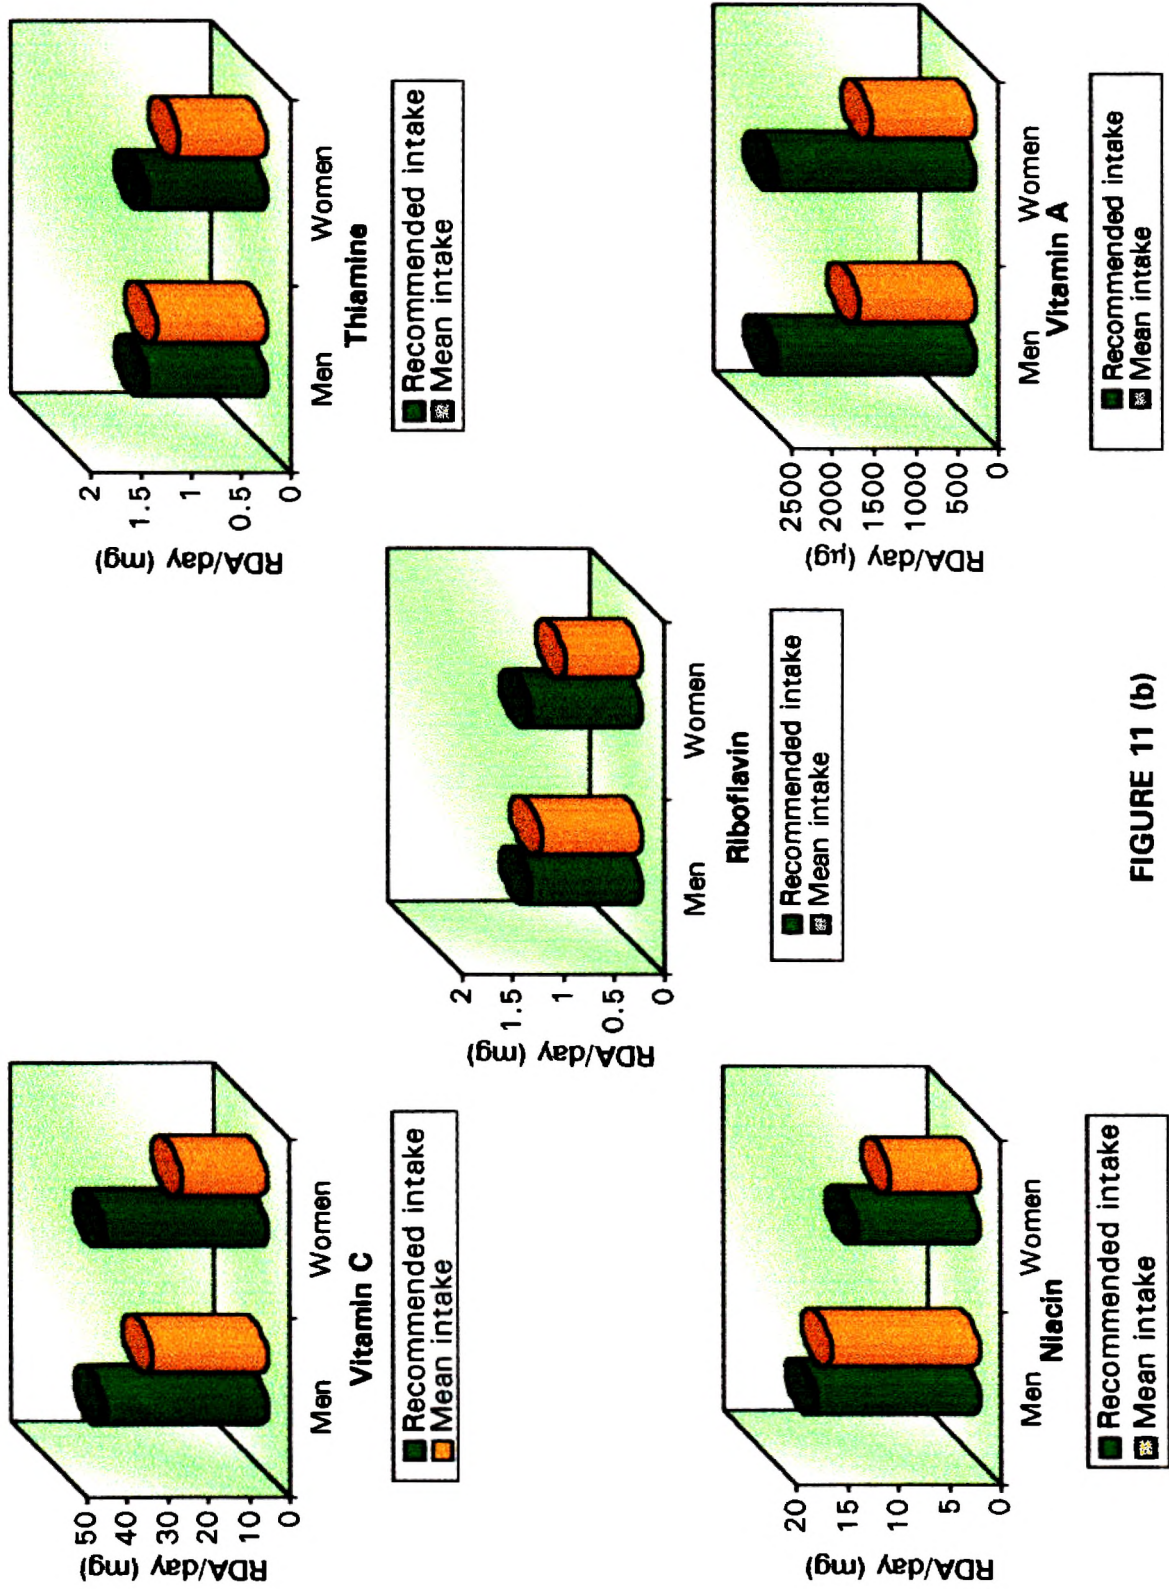 RDA/day (mg)
50
40
30
20
10
0
Men
Women
Vitamin C
Recommended intake
Mean intake
RDA/day (mg)
2
1.5
1
0.5
0
Men
Women
Thiamine
Recommended intake
Mean intake
RDA/day (mg)
2
1.5
1
0.5
0
Men
Women
Riboflavin
Recommended intake
Mean intake
RDA/day (mg)
20
15
10
5
0
Men
Women
Niacin
Recommended intake
Mean intake
RDA/day (µg)
2500
2000
1500
1000
500
0
Men
Women
Vitamin A
Recommended intake
Mean intake
FIGURE 11 (b)